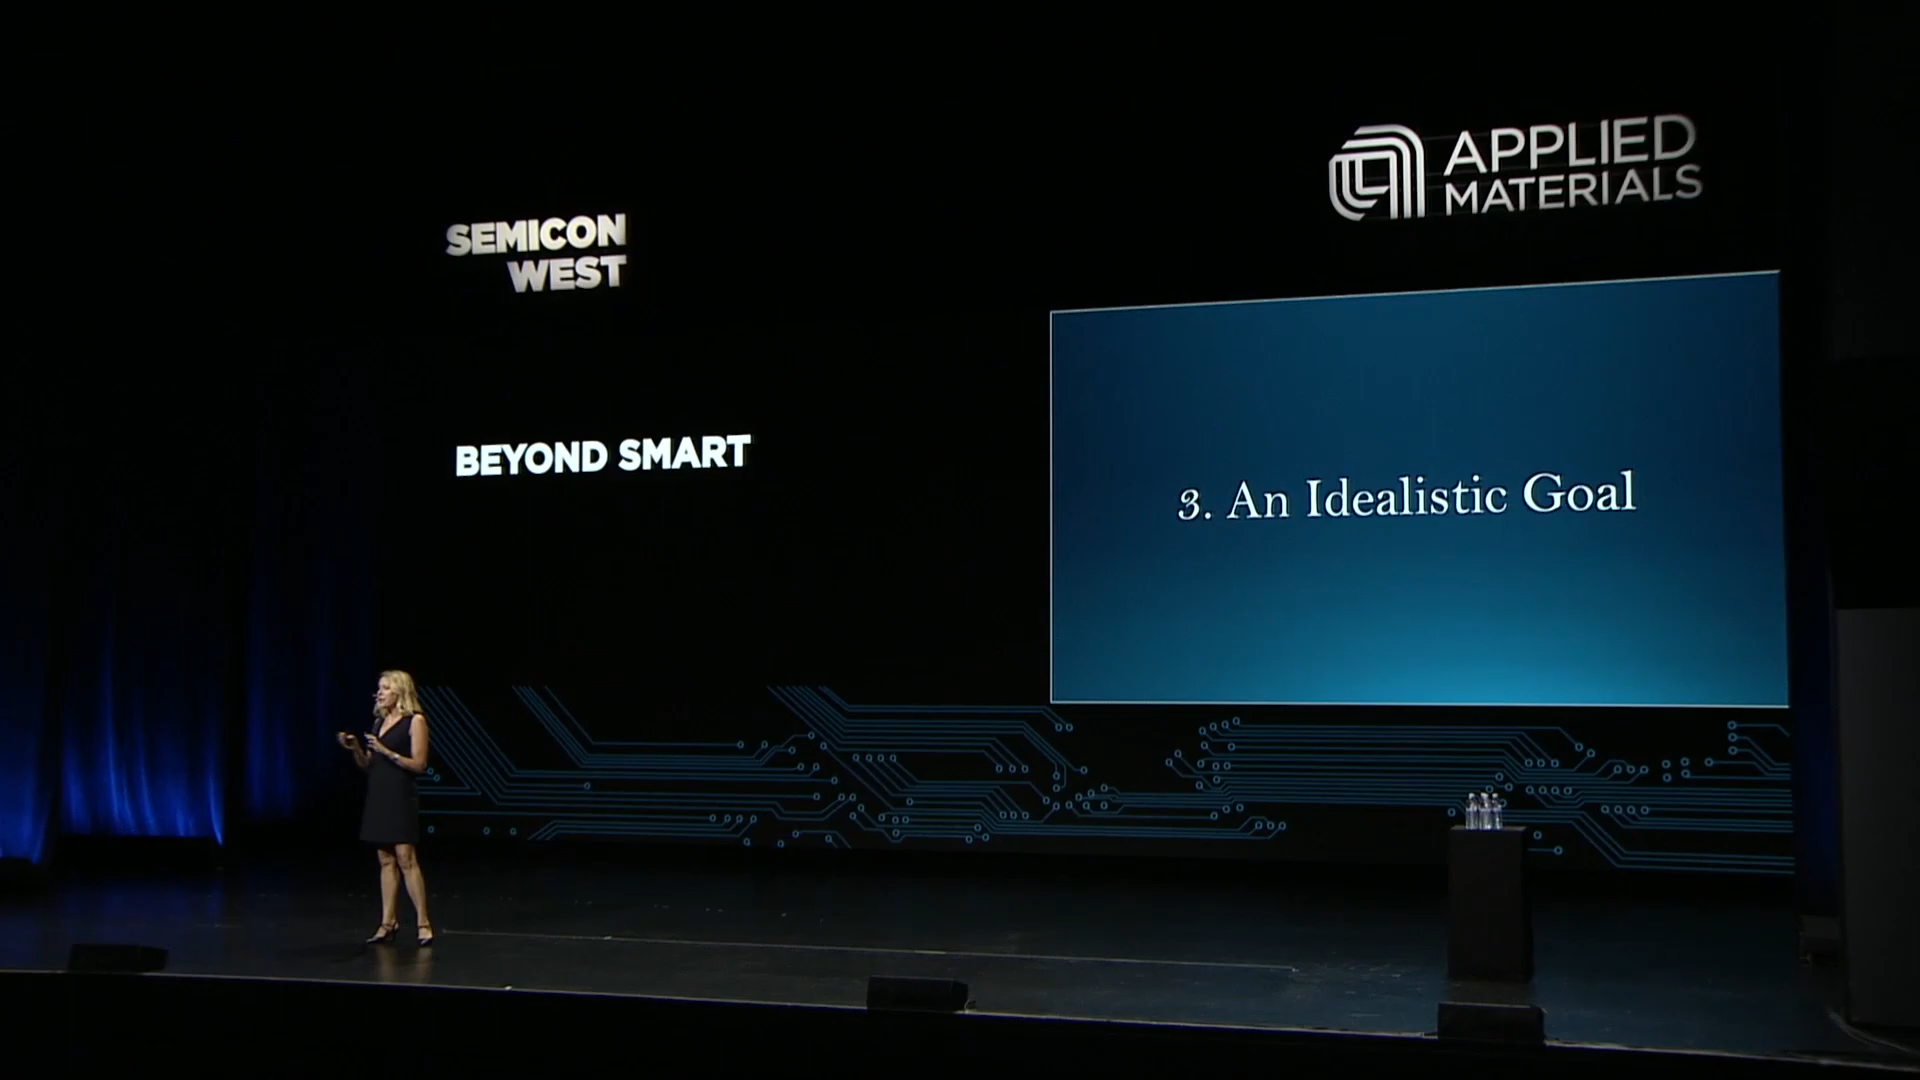 APPLIED
MATERIALS
SEMICON
WEST
BEYOND SMART
3. An Idealistic Goal